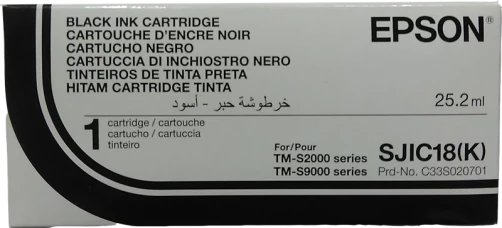 BLACK INK CARTRIDGE
CARTOUCHE D'ENCRE NOIR
CARTUCHO NEGRO
CARTUCCIA DI INCHIOSTRO NERO
TINTEIROS DE TINTA PRETA
HITAM CARTRIDGE TINTA
خرطوشة حبر - أسود
EPSON®
25.2 ml
1 cartridge / cartouche
cartucho / cartuccia
tinteiro
For/Pour
TM-S2000 series
TM-S9000 series
SJIC18(K)
Prd-No. C33S020701